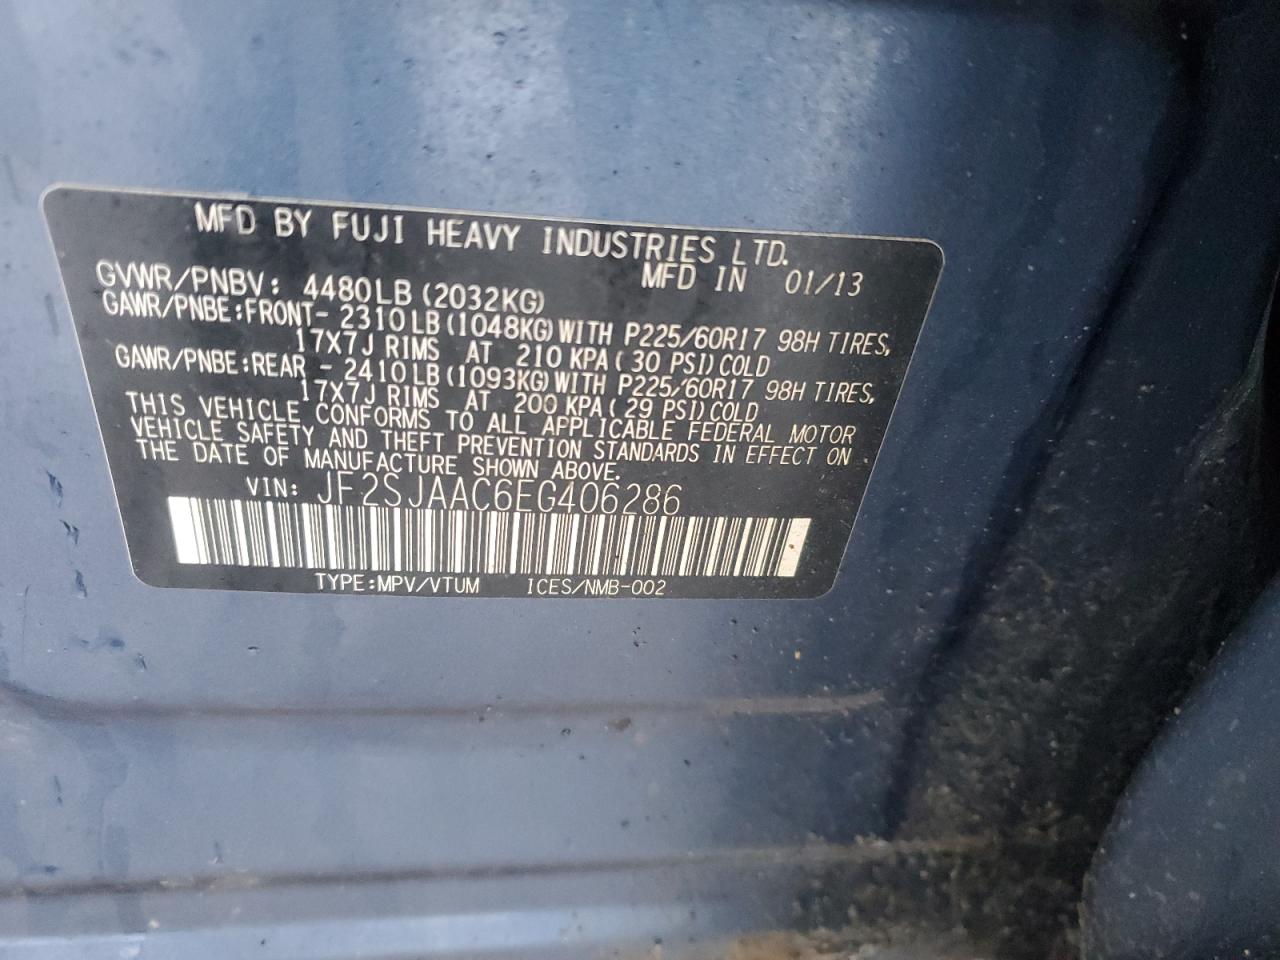 MFD BY FUJI HEAVY INDUSTRIES LTD.
MFD IN 01/13
GVWR/PNBV: 4480LB(2032KG)
GAWR/PNBE:FRONT- 2310LB(1048KG)WITH P225/60R17 98H TIRES,
17X7J RIMS AT 210 KPA(30 PSI)COLD
GAWR/PNBE:REAR - 2410LB(1093KG)WITH P225/60R17 98H TIRES,
17X7J RIMS AT 200 KPA(29 PSI)COLD
THIS VEHICLE CONFORMS TO ALL APPLICABLE FEDERAL MOTOR
VEHICLE SAFETY AND THEFT PREVENTION STANDARDS IN EFFECT ON
THE DATE OF MANUFACTURE SHOWN ABOVE.
VIN: JF2SJAAC6EG406286
TYPE:MPV/VTUM ICES/NMB-002